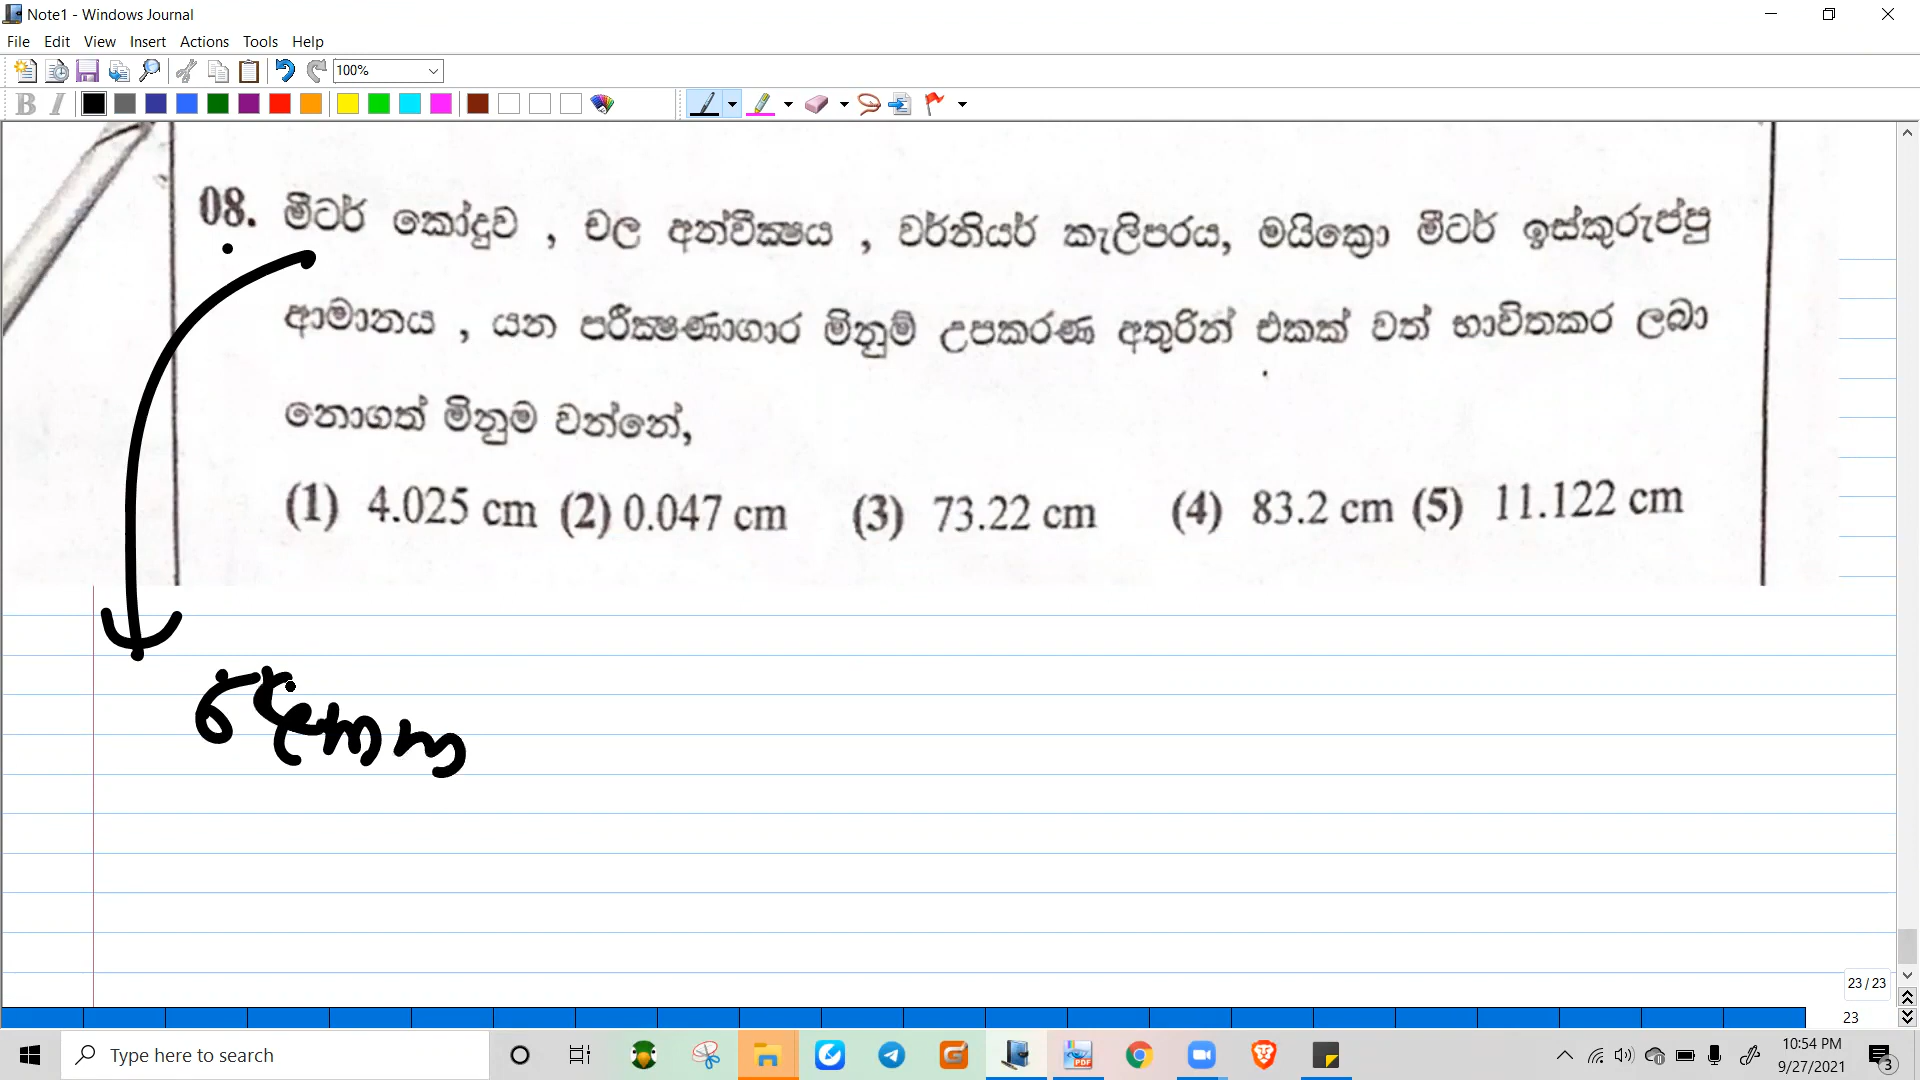 Note1 - Windows Journal
File Edit View Insert Actions Tools Help
100%
B I
08. මීටර් කෝදුව , චල අන්වීක්ෂය , වර්නියර් කැලිපරය, මයික්‍රො මීටර් ඉස්කුරුප්පු
ආමානය , යන පරීක්ෂණාගාර මිනුම් උපකරණ අතුරින් එකක් වත් භාවිතකර ලබා
නොගත් මිනුම වන්නේ,
(1) 4.025 cm (2) 0.047 cm (3) 73.22 cm (4) 83.2 cm (5) 11.122 cm
23 / 23
23
Type here to search
10:54 PM
9/27/2021
3